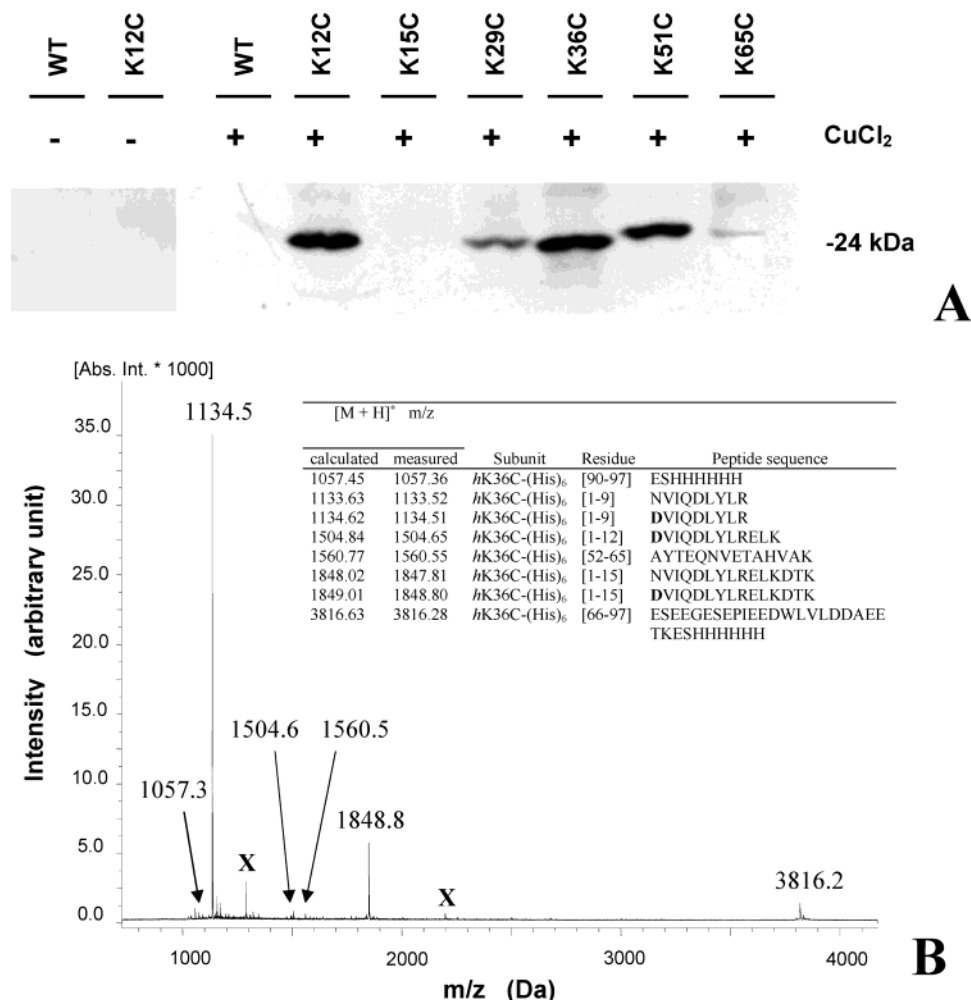 WT K12C WT K12C K15C K29C K36C K51C K65C
- - + + + + + + + CuCl₂
-24 kDa
A
[Abs. Int. * 1000]
Intensity (arbitrary unit)
35.0
30.0
25.0
20.0
15.0
10.0
5.0
0.0
1134.5
[M + H]⁺ m/z
calculated measured Subunit Residue Peptide sequence
1057.45 1057.36 hK36C-(His)₆ [90-97] ESHHHHHH
1133.63 1133.52 hK36C-(His)₆ [1-9] NVIQDLYLR
1134.62 1134.51 hK36C-(His)₆ [1-9] DVIQDLYLR
1504.84 1504.65 hK36C-(His)₆ [1-12] DVIQDLYLRELK
1560.77 1560.55 hK36C-(His)₆ [52-65] AYTEQNVETAHVAK
1848.02 1847.81 hK36C-(His)₆ [1-15] NVIQDLYLRELKDTK
1849.01 1848.80 hK36C-(His)₆ [1-15] DVIQDLYLRELKDTK
3816.63 3816.28 hK36C-(His)₆ [66-97] ESEEGESEPIEEDWLVLDDAEE
TKESHHHHHH
1504.6 1560.5
1057.3
1848.8
X
X
3816.2
1000 2000 3000 4000
m/z (Da)
B